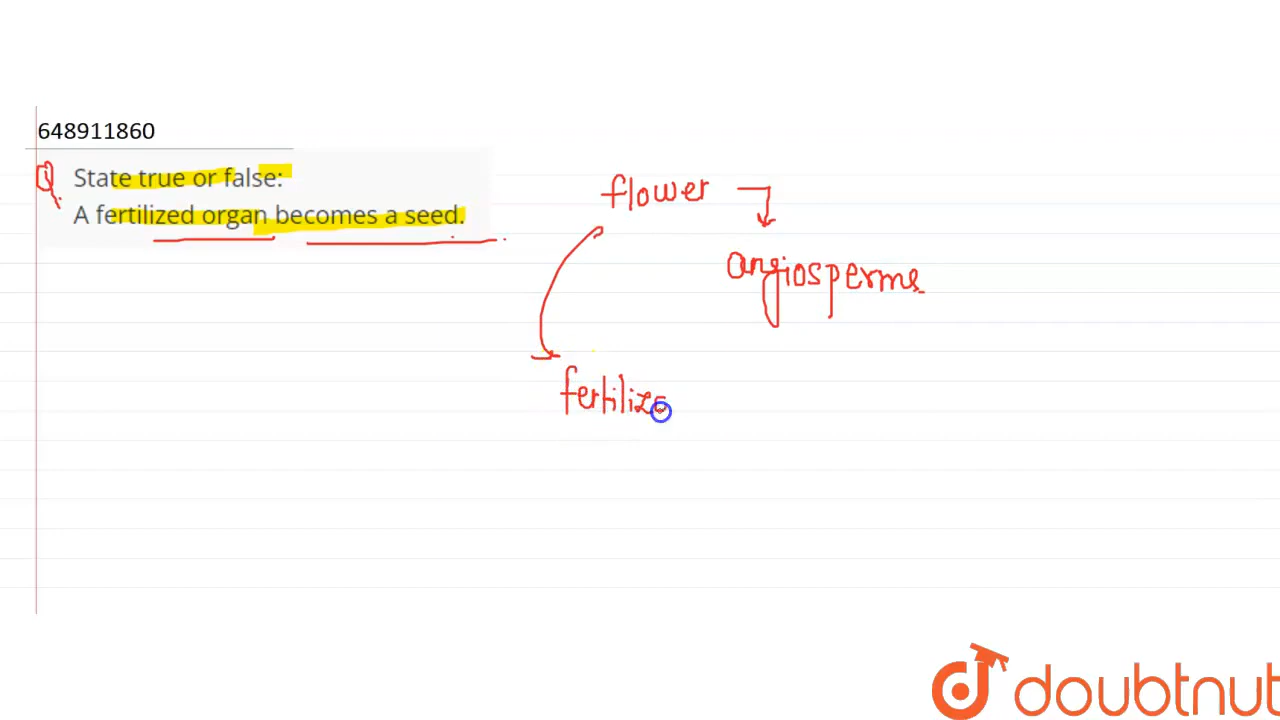 648911860
Q. State true or false:
A fertilized organ becomes a seed.
flower
angiosperms
fertilize
doubtnut